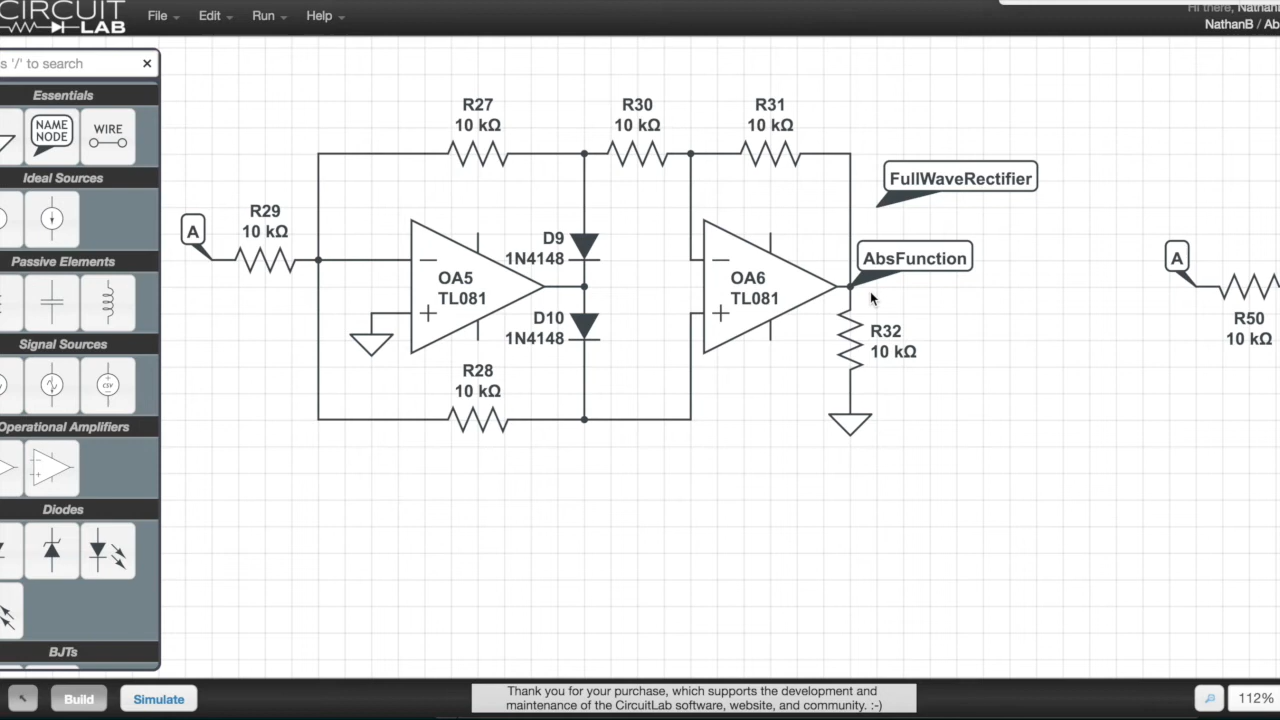 CIRCUIT
LAB
File
Edit
Run
Help
NathanB / Ab
s '/' to search
×
Essentials
NAME
NODE
WIRE
Ideal Sources
Passive Elements
Signal Sources
CSV
Operational Amplifiers
Diodes
BJTs
R27
10 kΩ
R30
10 kΩ
R31
10 kΩ
FullWaveRectifier
A
R29
10 kΩ
D9
1N4148
OA5
TL081
D10
1N4148
OA6
TL081
AbsFunction
R28
10 kΩ
R32
10 kΩ
A
R50
10 kΩ
Build
Simulate
Thank you for your purchase, which supports the development and
maintenance of the CircuitLab software, website, and community. :-)
112%